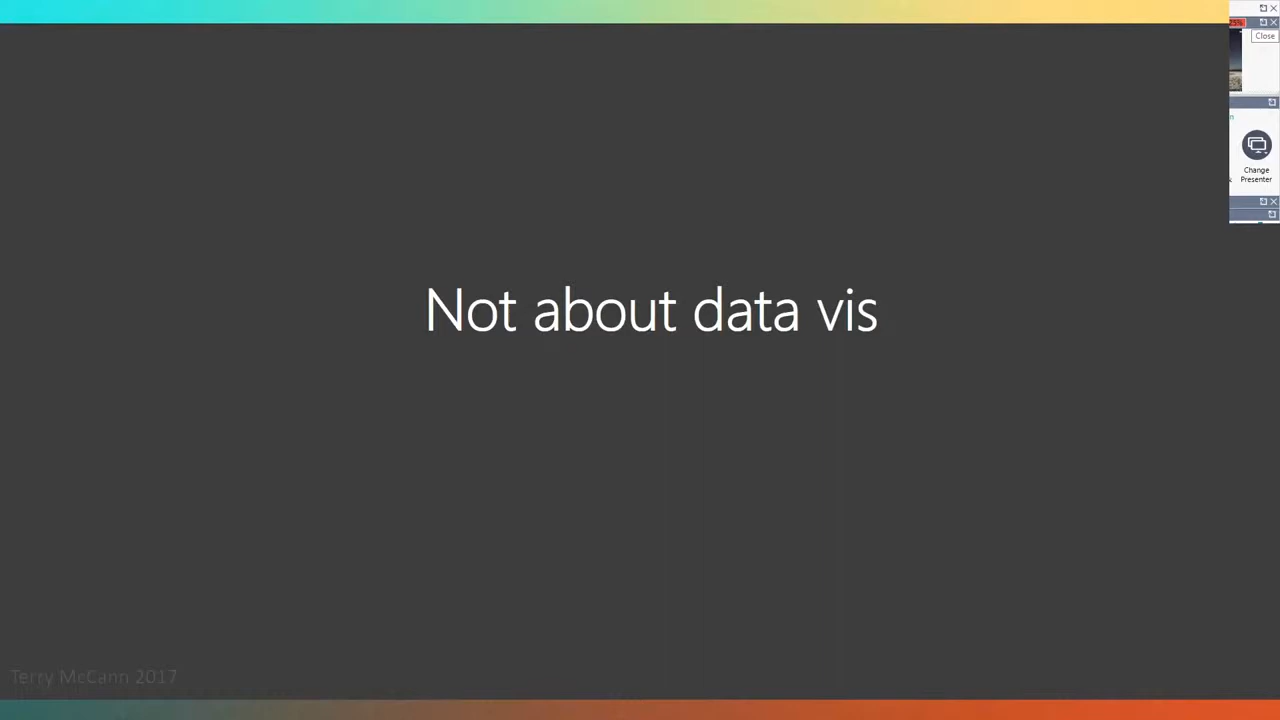 Close
Change
Presenter
Not about data vis
Terry McCann 2017